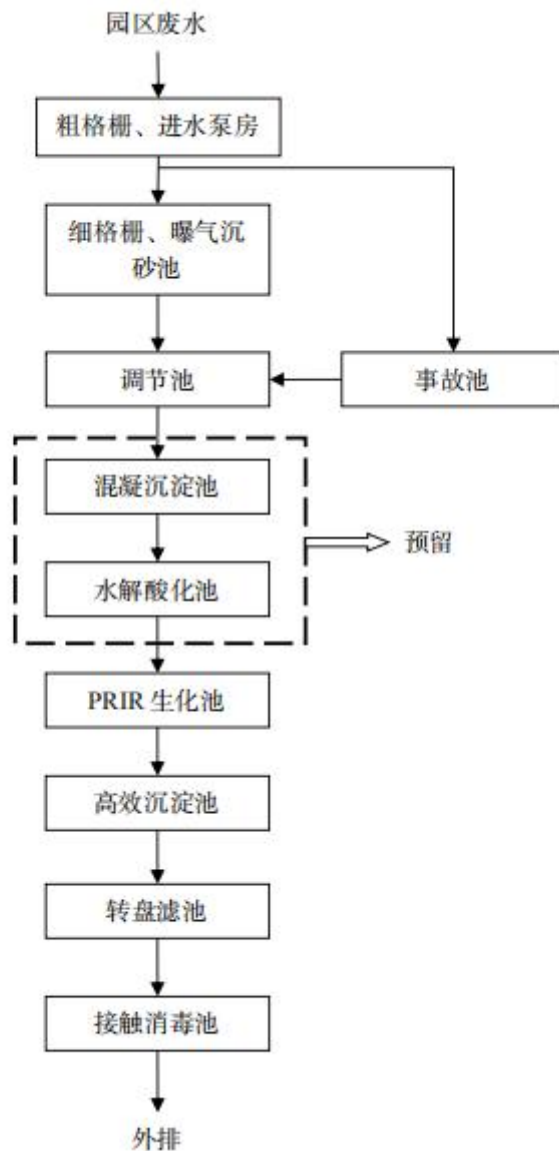 园区废水
粗格栅、进水泵房
细格栅、曝气沉
砂池
调节池
事故池
混凝沉淀池
预留
水解酸化池
PRIR 生化池
高效沉淀池
转盘滤池
接触消毒池
外排